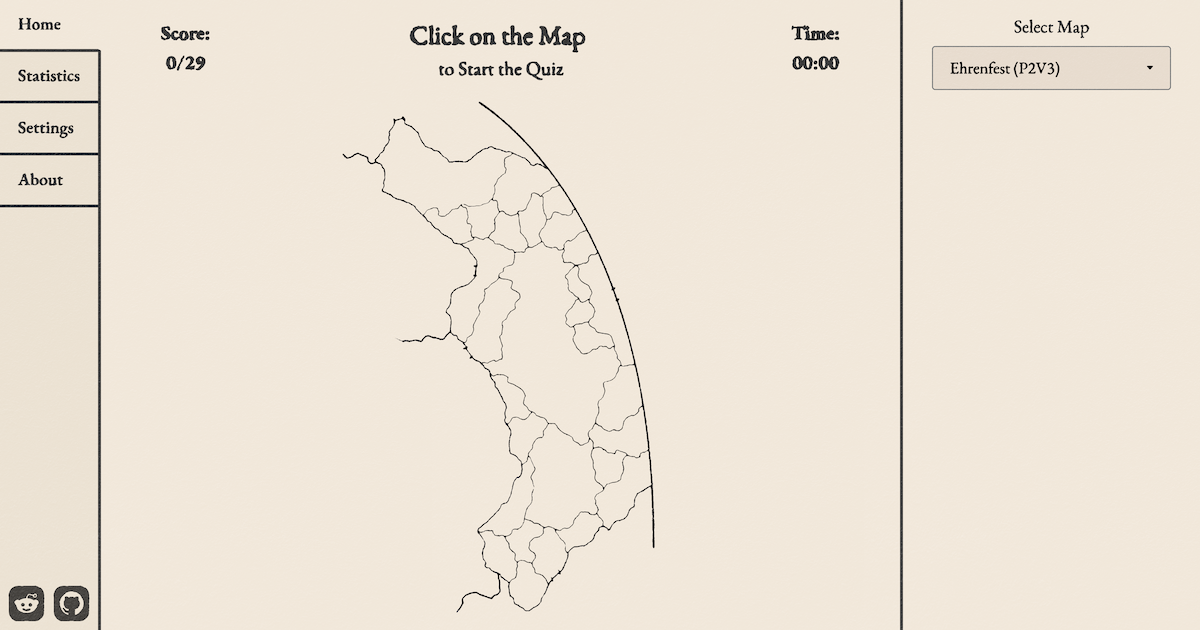 Home
Statistics
Settings
About
Score:
0/29
Click on the Map
to Start the Quiz
Time:
00:00
Select Map
Ehrenfest (P2V3)